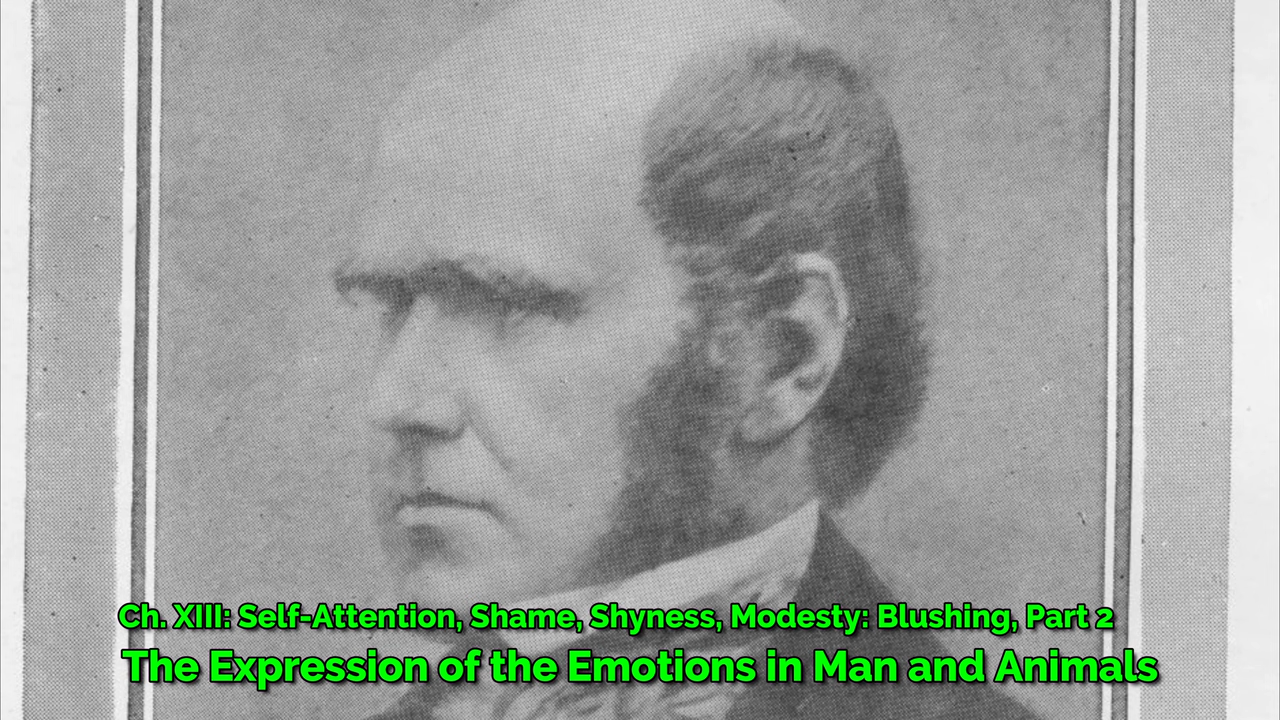 Ch. XIII: Self-Attention, Shame, Shyness, Modesty: Blushing, Part 2
The Expression of the Emotions in Man and Animals